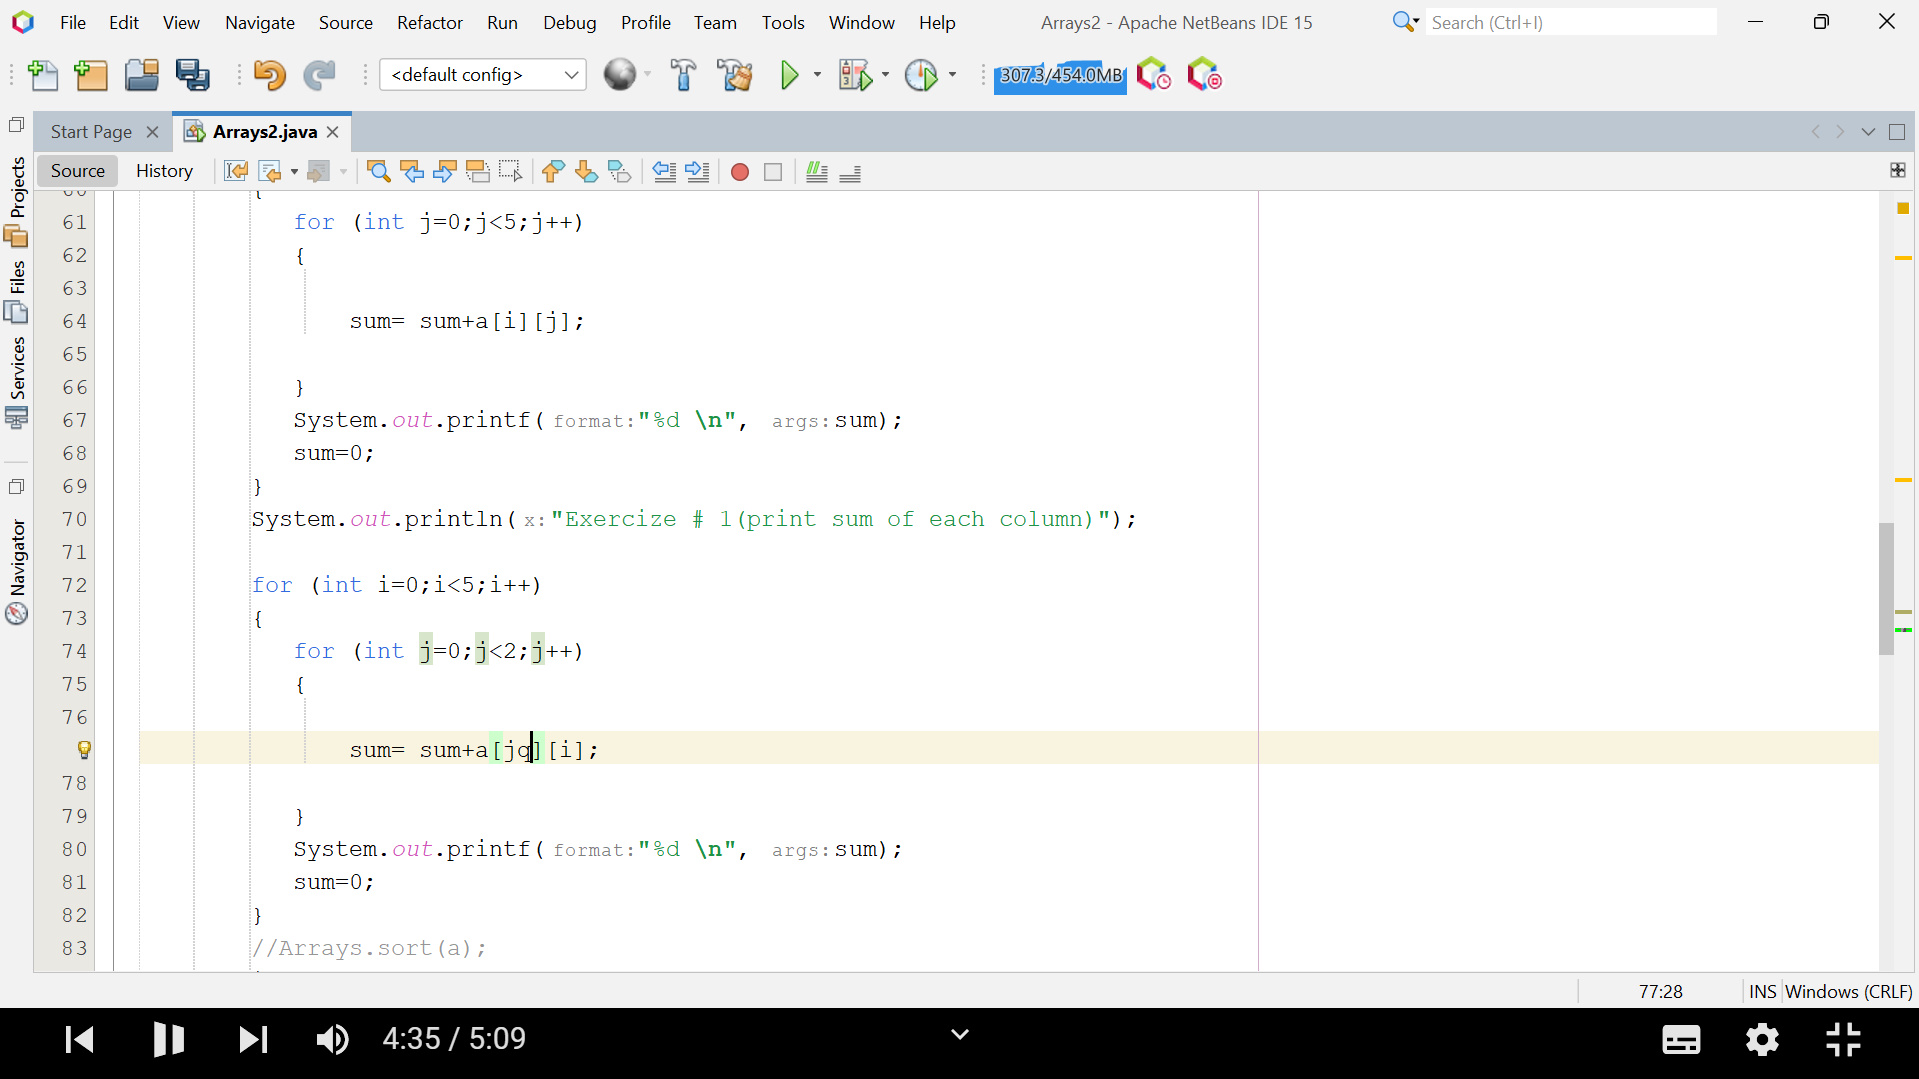 File Edit View Navigate Source Refactor Run Debug Profile Team Tools Window Help Arrays2 - Apache NetBeans IDE 15 Search (Ctrl+I)
<default config> 307.3/454.0MB
Start Page Arrays2.java
Source History
Projects
Files
Services
Navigator
60 {
61 for (int j=0;j<5;j++)
62 {
63
64 sum= sum+a[i][j];
65
66 }
67 System.out.printf( format:"%d \n", args: sum);
68 sum=0;
69 }
70 System.out.println( x: "Exercize # 1(print sum of each column)");
71
72 for (int i=0;i<5;i++)
73 {
74 for (int j=0;j<2;j++)
75 {
76
sum= sum+a[jq][i];
78
79 }
80 System.out.printf( format:"%d \n", args: sum);
81 sum=0;
82 }
83 //Arrays.sort(a);
77:28 INS Windows (CRLF)
4:35 / 5:09